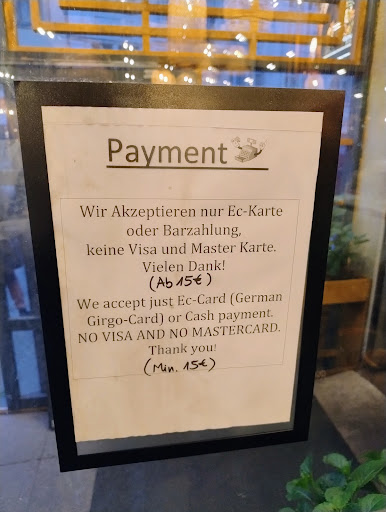 Payment
Wir Akzeptieren nur Ec-Karte
oder Barzahlung,
keine Visa und Master Karte.
Vielen Dank!
(Ab 15€)
We accept just Ec-Card (German
Girgo-Card) or Cash payment.
NO VISA AND NO MASTERCARD.
Thank you!
(Min. 15€)